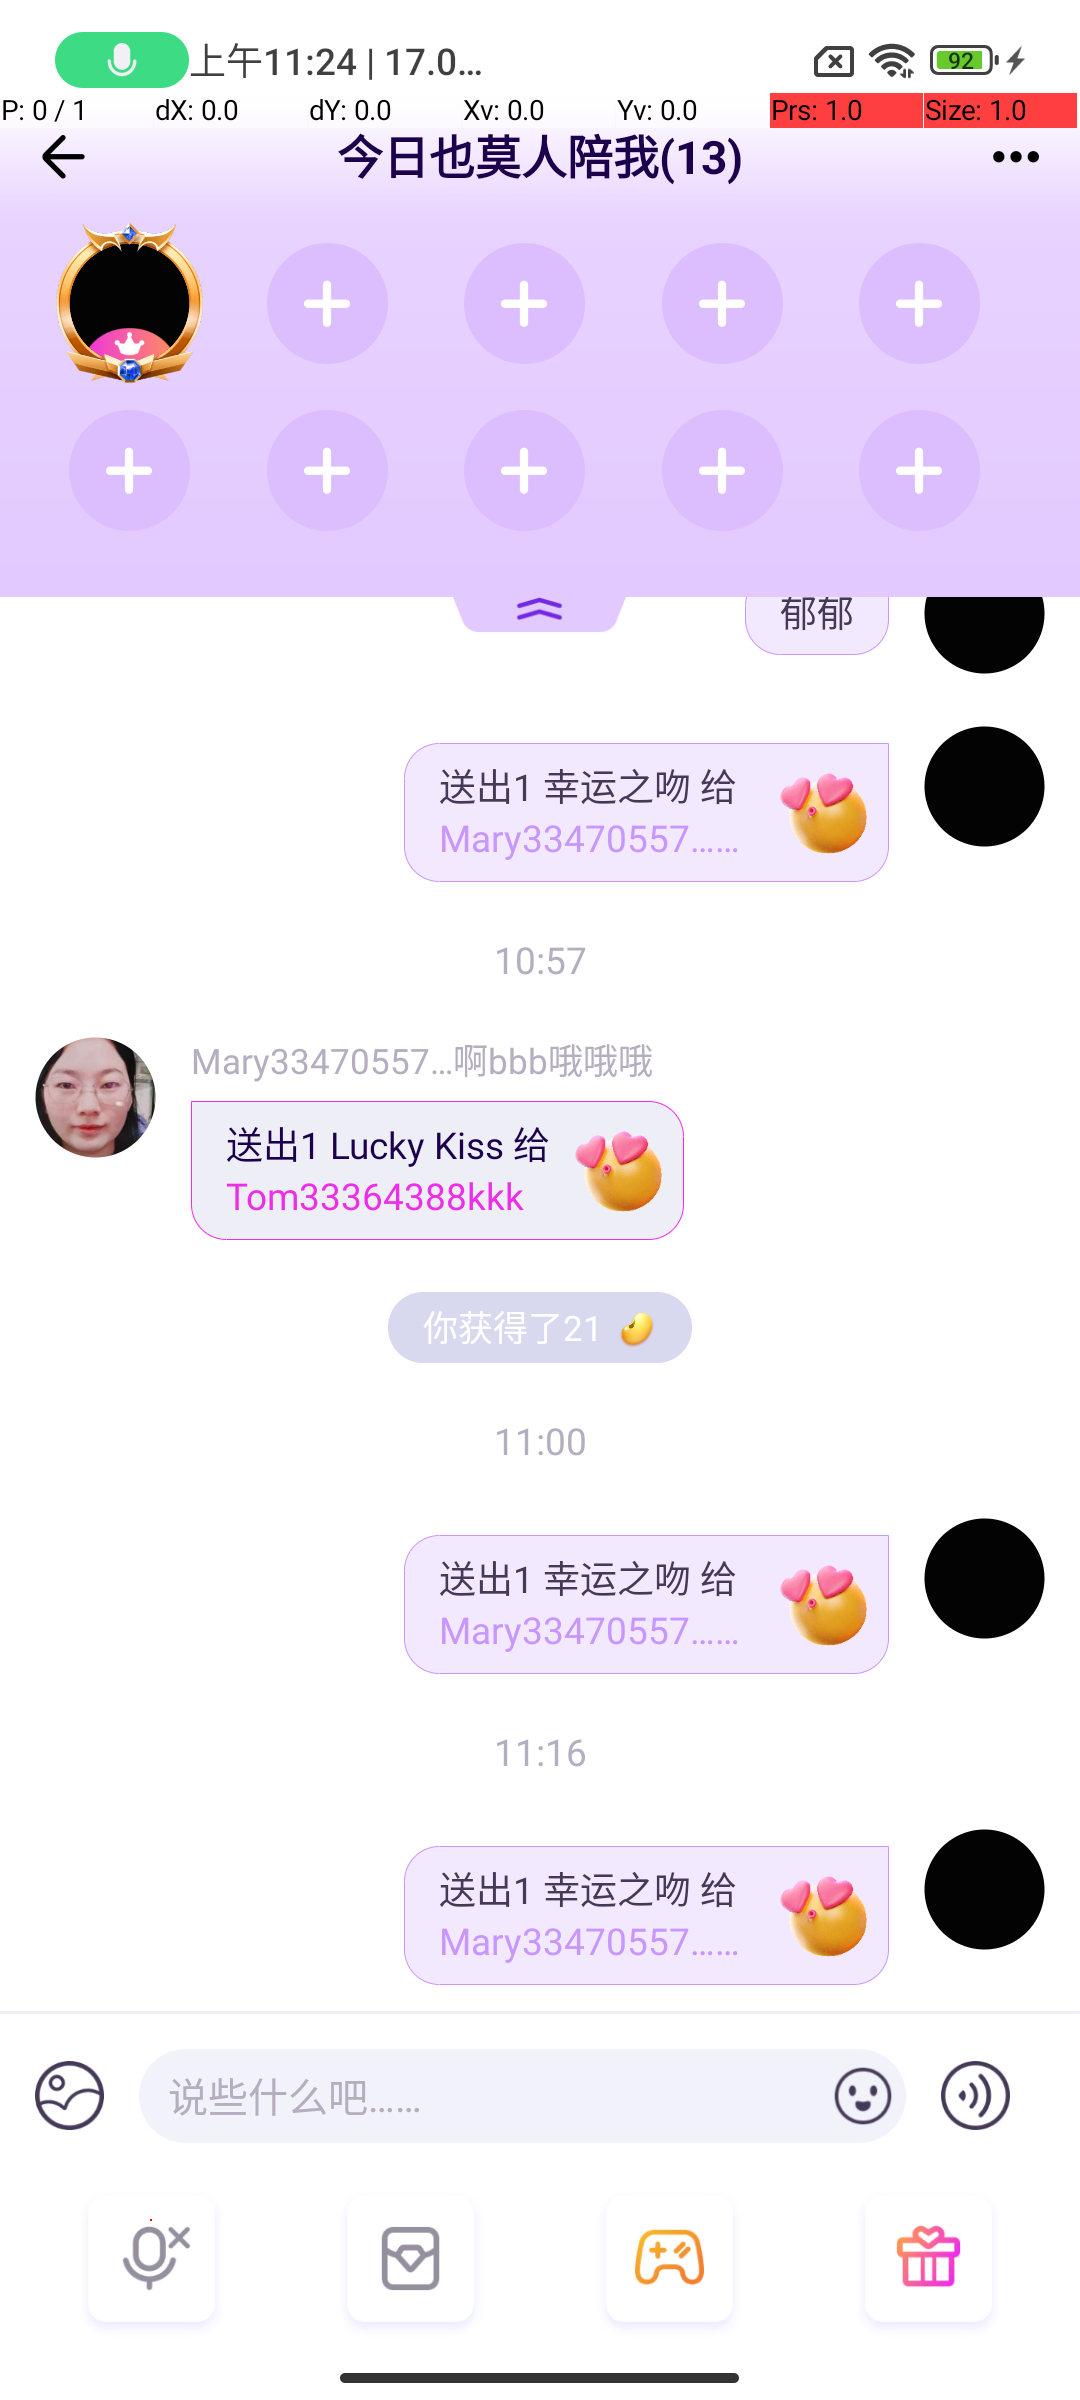 上午11:24 | 17.0...
92
P: 0 / 1 dX: 0.0 dY: 0.0 Xv: 0.0 Yv: 0.0 Prs: 1.0 Size: 1.0
今日也莫人陪我(13)
郁郁
送出1 幸运之吻 给
Mary33470557......
10:57
Mary33470557...啊bbb哦哦哦
送出1 Lucky Kiss 给
Tom33364388kkk
你获得了21
11:00
送出1 幸运之吻 给
Mary33470557......
11:16
送出1 幸运之吻 给
Mary33470557......
说些什么吧......